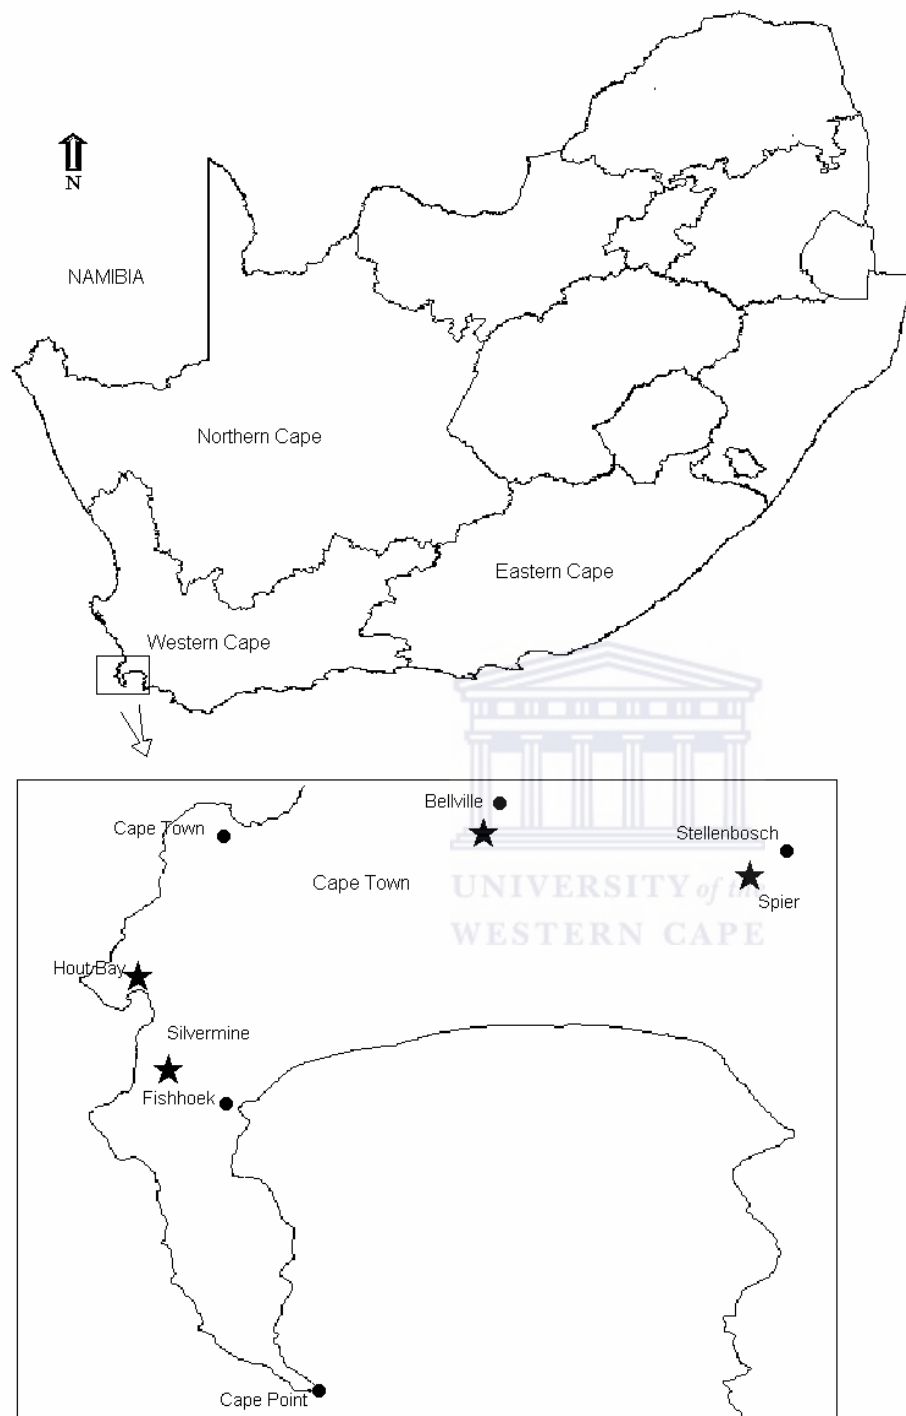 N
NAMIBIA
Northern Cape
Eastern Cape
Western Cape
Bellville
Cape Town
Stellenbosch
Cape Town
UNIVERSITY of the
Spier
WESTERN CAPE
Hout Bay
Silvermine
Fishhoek
Cape Point